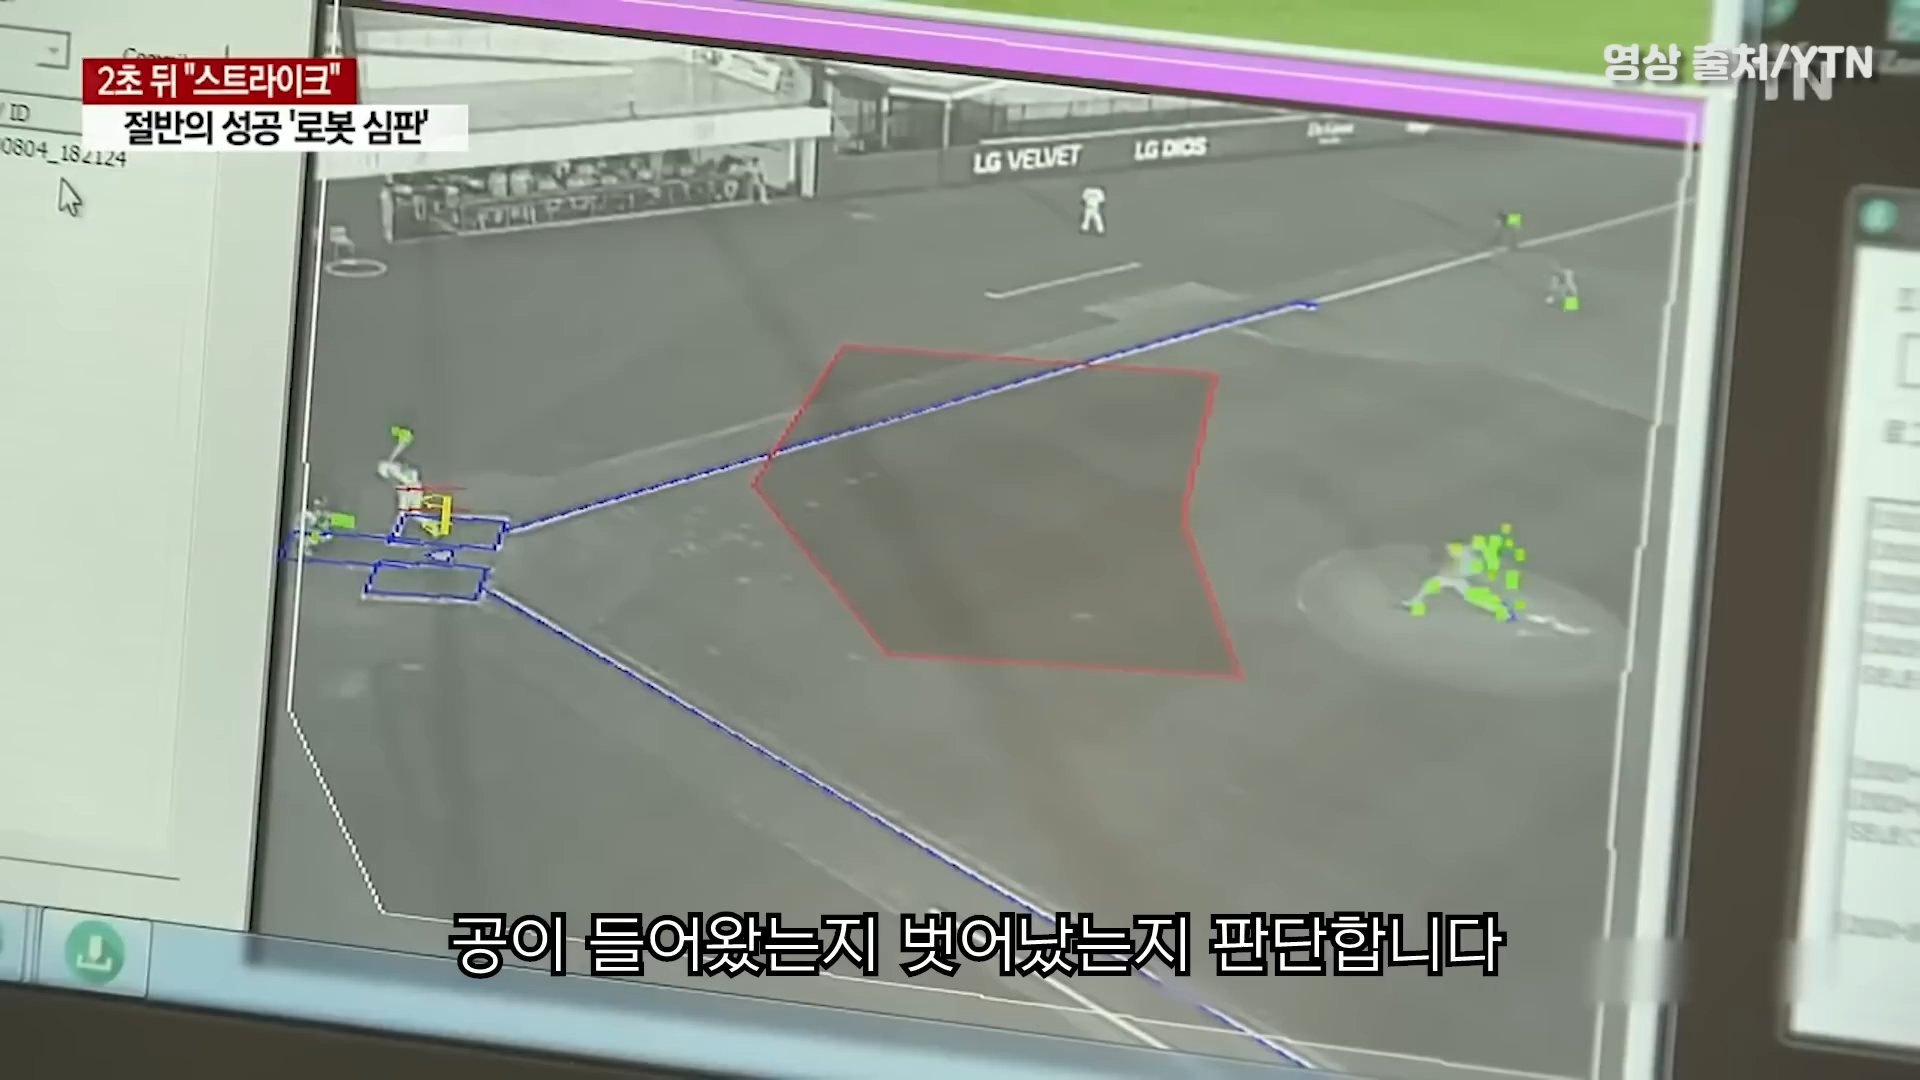 2초 뒤 "스트라이크"
절반의 성공 '로봇 심판'
영상 출처/YTN
YTN
ID
0804_182124
LG VELVET
LG DIOS
공이 들어왔는지 벗어났는지 판단합니다